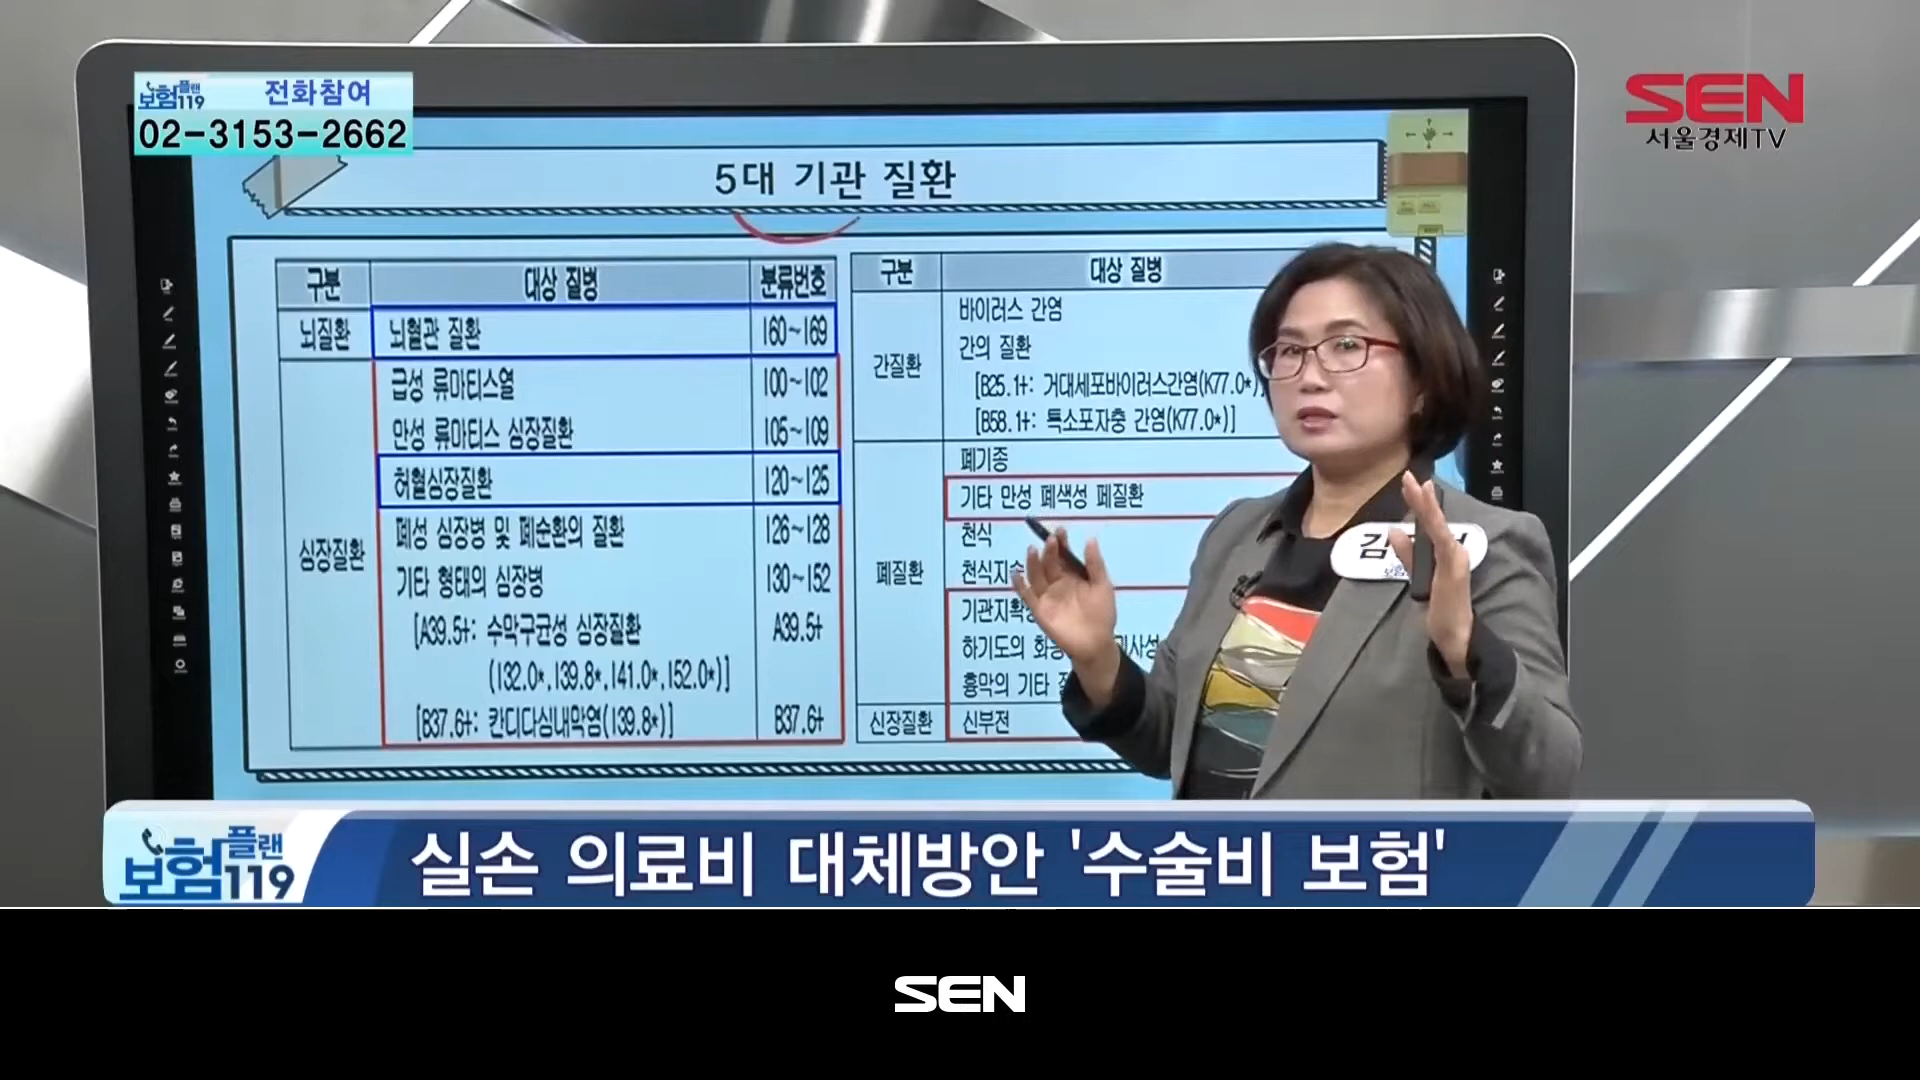 보험플랜119
전화참여
02-3153-2662
SEN
서울경제TV
5대 기관 질환
구분 대상 질병 분류번호
뇌질환 뇌혈관 질환 I60~I69
심장질환
급성 류마티스열 I00~I02
만성 류마티스 심장질환 I05~I09
허혈심장질환 I20~I25
폐성 심장병 및 폐순환의 질환 I26~I28
기타 형태의 심장병 I30~I52
[A39.5+: 수막구균성 심장질환 A39.5+
(I32.0*,I39.8*,I41.0*,I52.0*)]
[B37.6+: 칸디다심내막염(I39.8*)] B37.6+
구분 대상 질병
간질환
바이러스 간염
간의 질환
[B25.1+: 거대세포바이러스간염(K77.0*)
[B58.1+: 톡소포자충 간염(K77.0*)]
폐질환
폐기종
기타 만성 폐색성 폐질환
천식
하기도의
흉막의 기타
신장질환 신부전
보험플랜119
실손 의료비 대체방안 '수술비 보험'
SEN